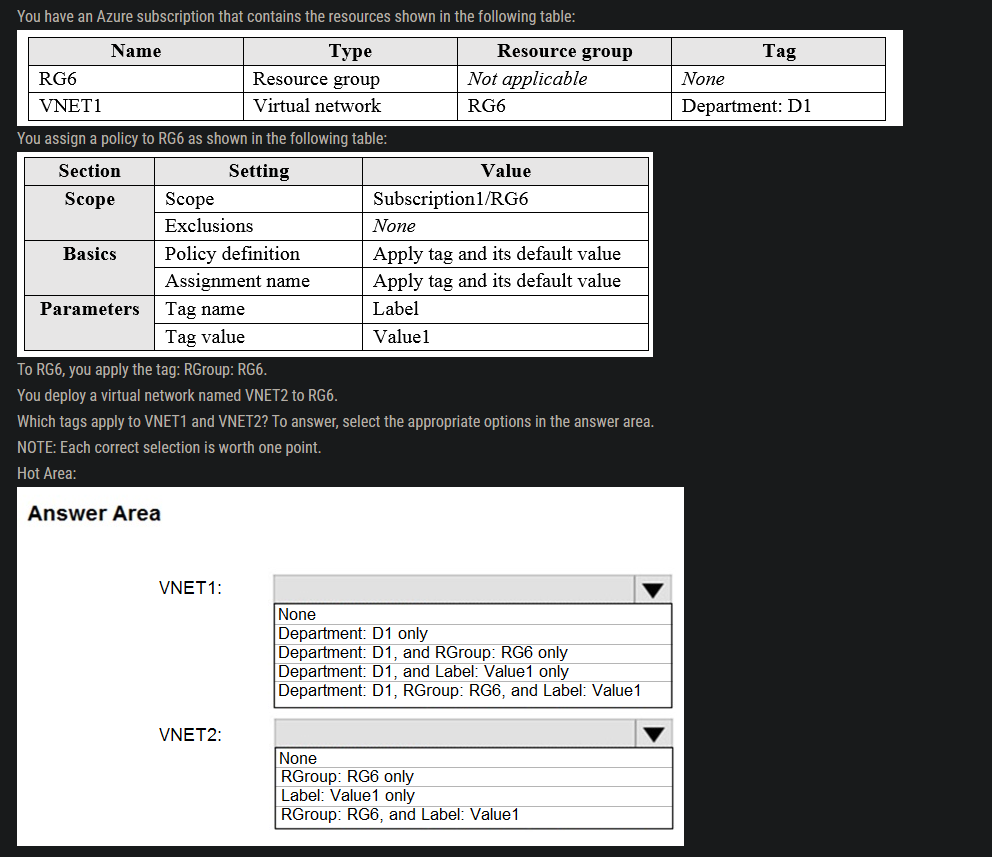 You have an Azure subscription that contains the resources shown in the following table:
Name Type Resource group Tag
RG6 Resource group Not applicable None
VNET1 Virtual network RG6 Department: D1
You assign a policy to RG6 as shown in the following table:
Section Setting Value
Scope Scope Subscription1/RG6
Exclusions None
Basics Policy definition Apply tag and its default value
Assignment name Apply tag and its default value
Parameters Tag name Label
Tag value Value1
To RG6, you apply the tag: RGroup: RG6.
You deploy a virtual network named VNET2 to RG6.
Which tags apply to VNET1 and VNET2? To answer, select the appropriate options in the answer area.
NOTE: Each correct selection is worth one point.
Hot Area:
Answer Area
VNET1:
None
Department: D1 only
Department: D1, and RGroup: RG6 only
Department: D1, and Label: Value1 only
Department: D1, RGroup: RG6, and Label: Value1
VNET2:
None
RGroup: RG6 only
Label: Value1 only
RGroup: RG6, and Label: Value1